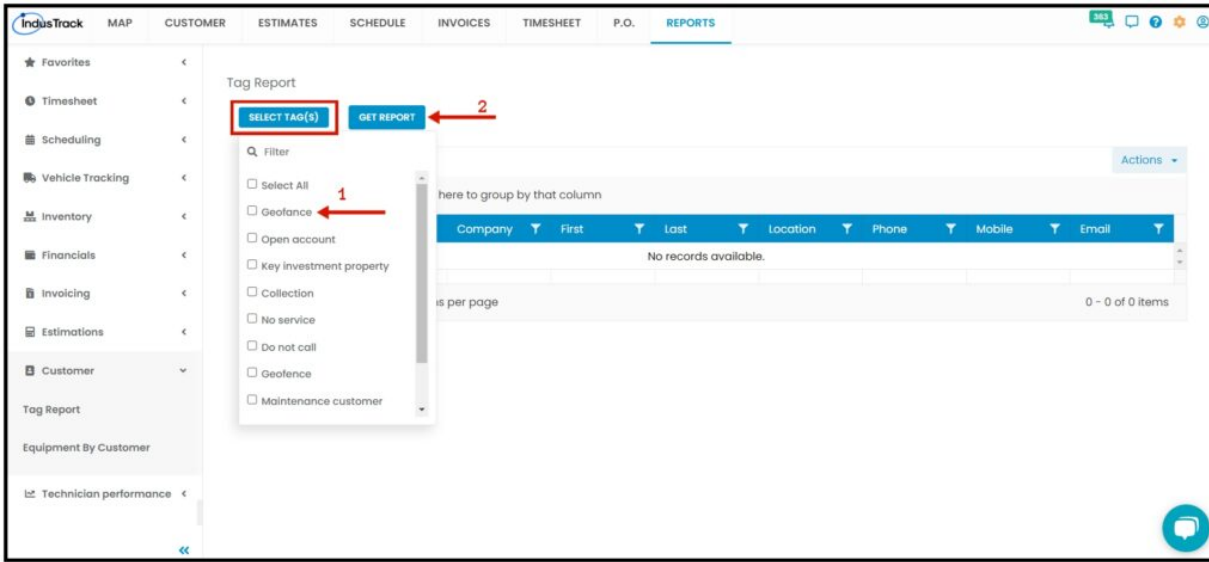 IndusTrack MAP CUSTOMER ESTIMATES SCHEDULE INVOICES TIMESHEET P.O. REPORTS 363
Favorites
Timesheet
Scheduling
Vehicle Tracking
Inventory
Financials
Invoicing
Estimations
Customer
Tag Report
Equipment By Customer
Technician performance
Tag Report
SELECT TAG(S) GET REPORT 2
Filter
Select All
Geofance 1
Open account
Key investment property
Collection
No service
Do not call
Geofence
Maintenance customer
Actions
here to group by that column
Company First Last Location Phone Mobile Email
No records available.
per page
0 - 0 of 0 items